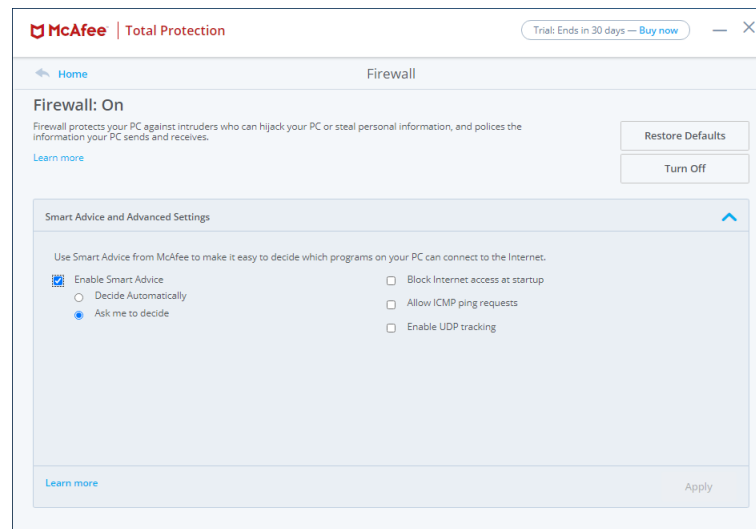 McAfee | Total Protection
Trial: Ends in 30 days — Buy now
Home
Firewall
Firewall: On
Firewall protects your PC against intruders who can hijack your PC or steal personal information, and polices the
information your PC sends and receives.
Learn more
Restore Defaults
Turn Off
Smart Advice and Advanced Settings
Use Smart Advice from McAfee to make it easy to decide which programs on your PC can connect to the Internet.
Enable Smart Advice
Decide Automatically
Ask me to decide
Block Internet access at startup
Allow ICMP ping requests
Enable UDP tracking
Learn more
Apply